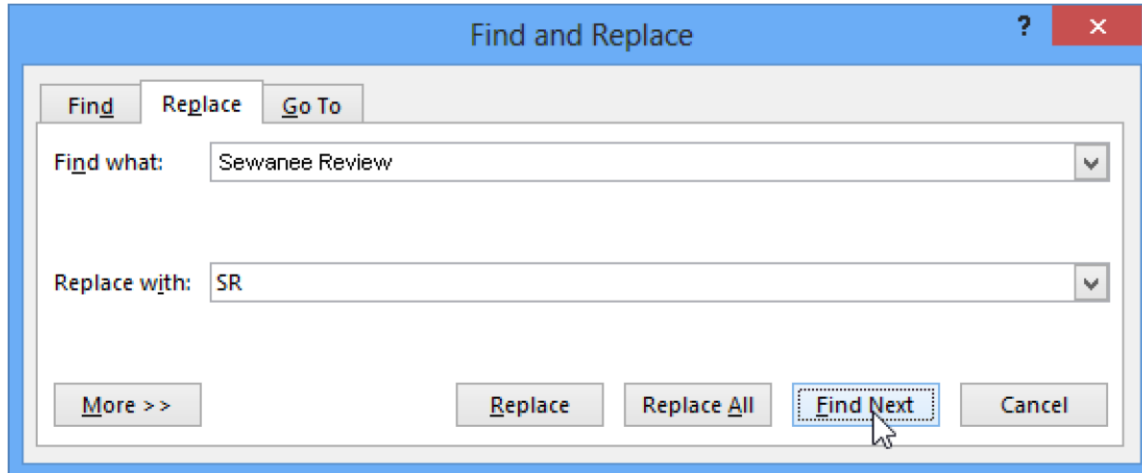 Find and Replace ? ×
Find Replace Go To
Find what: Sewanee Review
Replace with: SR
More >> Replace Replace All Find Next Cancel